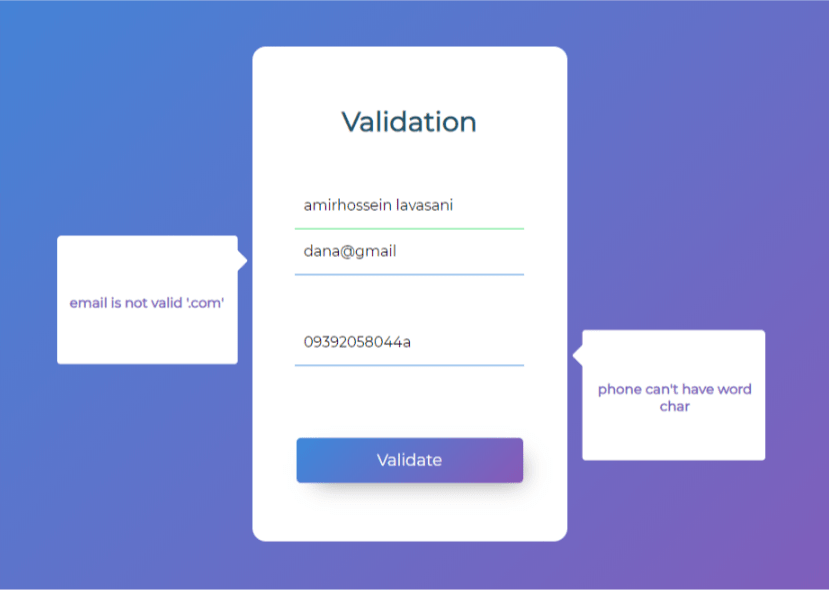 Validation
amirhossein lavasani
dana@gmail
email is not valid '.com'
09392058044a
phone can't have word
char
Validate